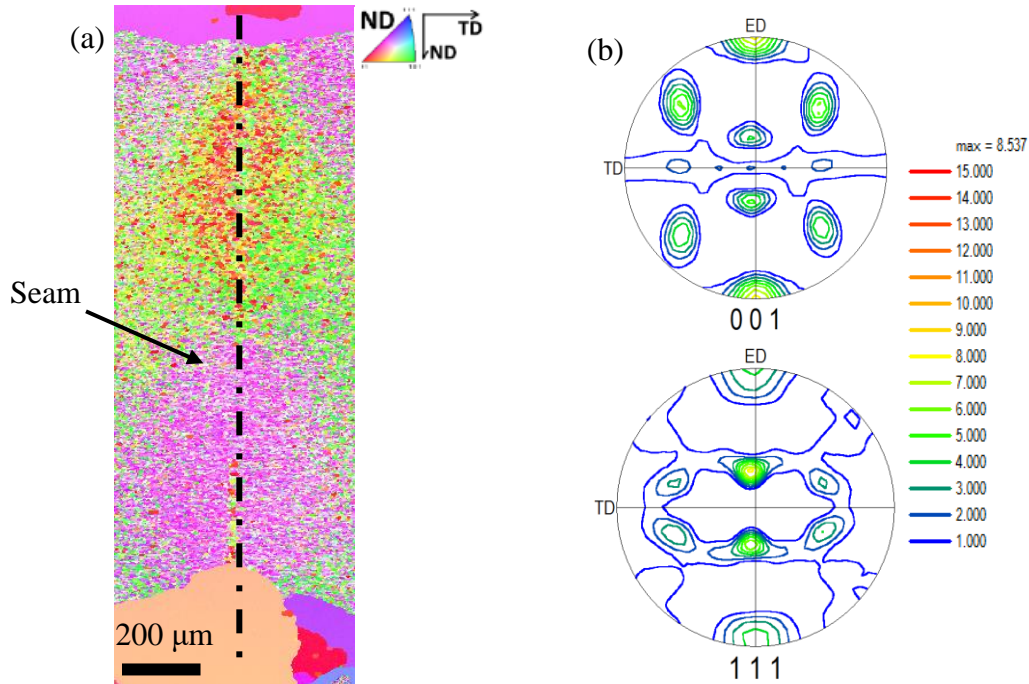 (a)
ND
111
TD
ND
101
Seam
200 μm
(b)
ED
TD
0 0 1
ED
TD
1 1 1
max = 8.537
15.000
14.000
13.000
12.000
11.000
10.000
9.000
8.000
7.000
6.000
5.000
4.000
3.000
2.000
1.000